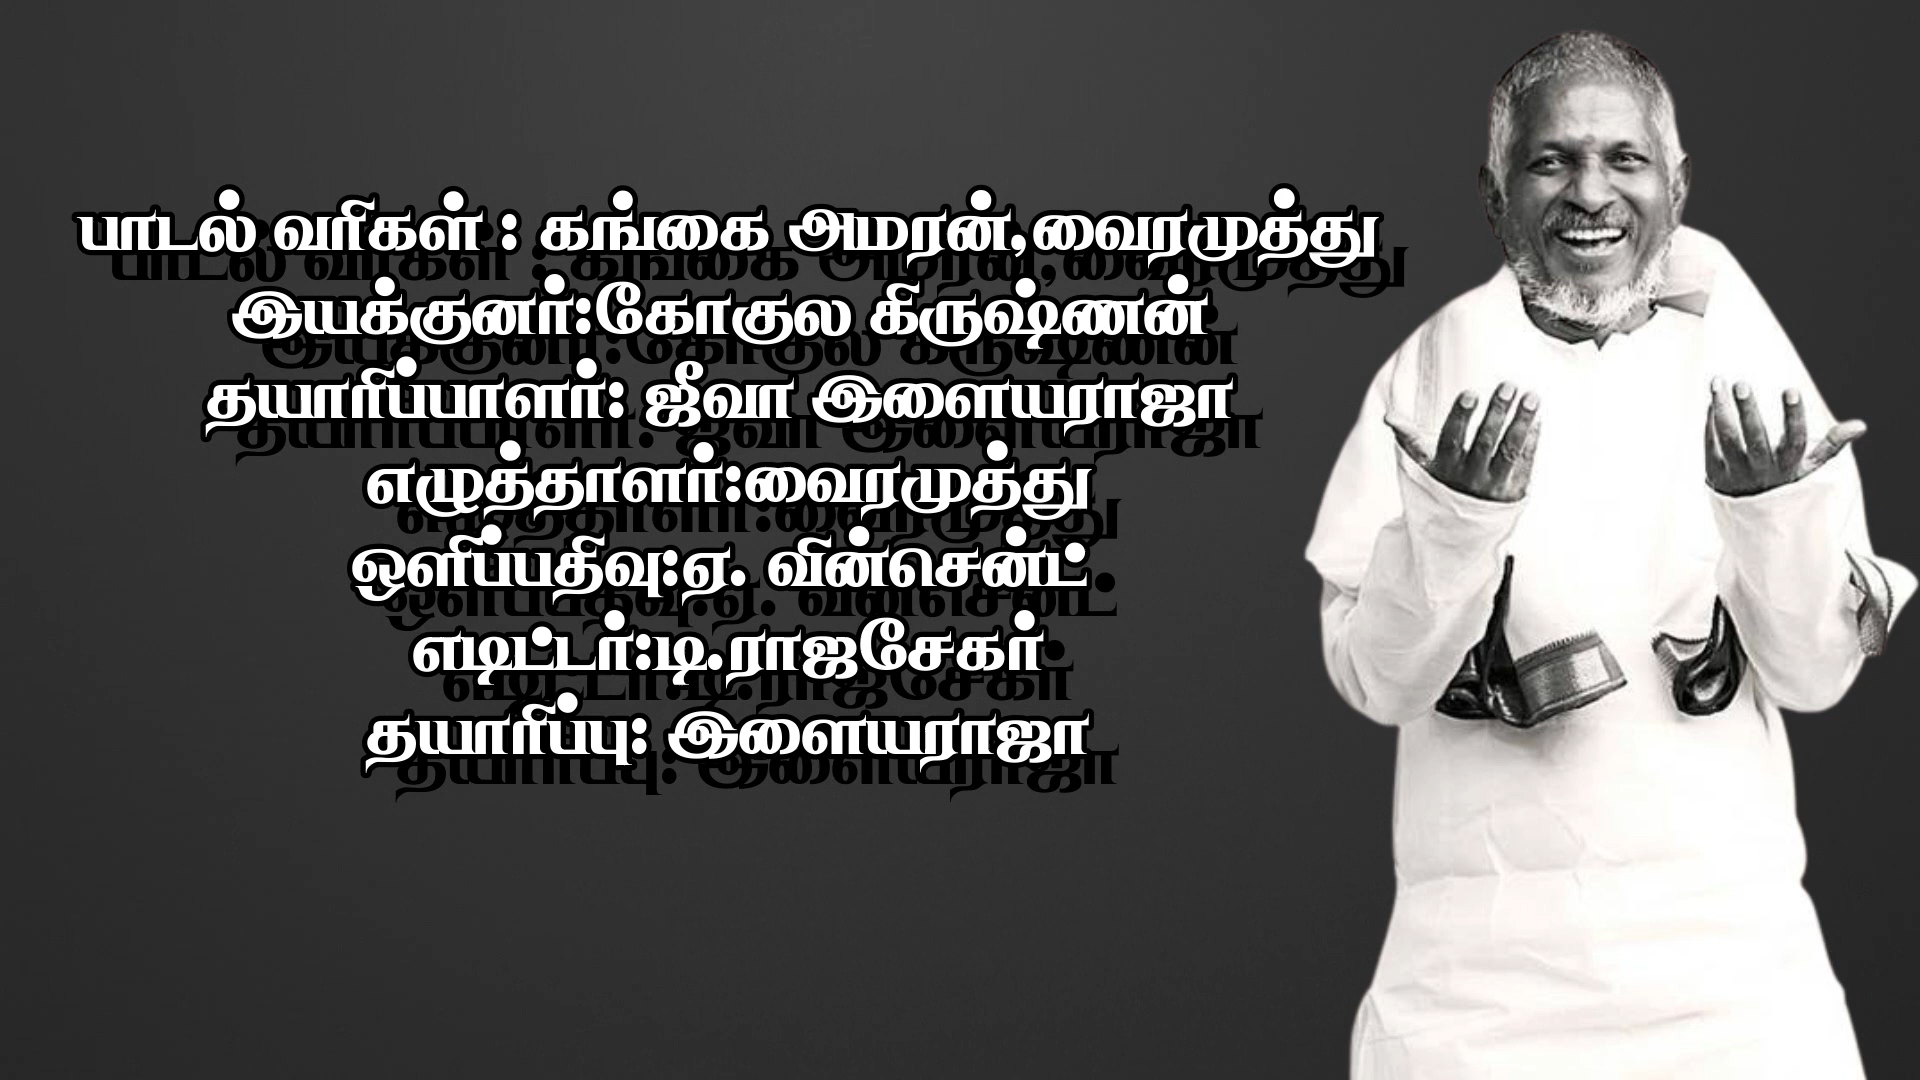 பாடல் வரிகள் : கங்கை அமரன்,வைரமுத்து
இயக்குனர்:கோகுல கிருஷ்ணன்
தயாரிப்பாளர்: ஜீவா இளையராஜா
எழுத்தாளர்:வைரமுத்து
ஒளிப்பதிவு:ஏ. வின்சென்ட்
எடிட்டர்:டி.ராஜசேகர்
தயாரிப்பு: இளையராஜா